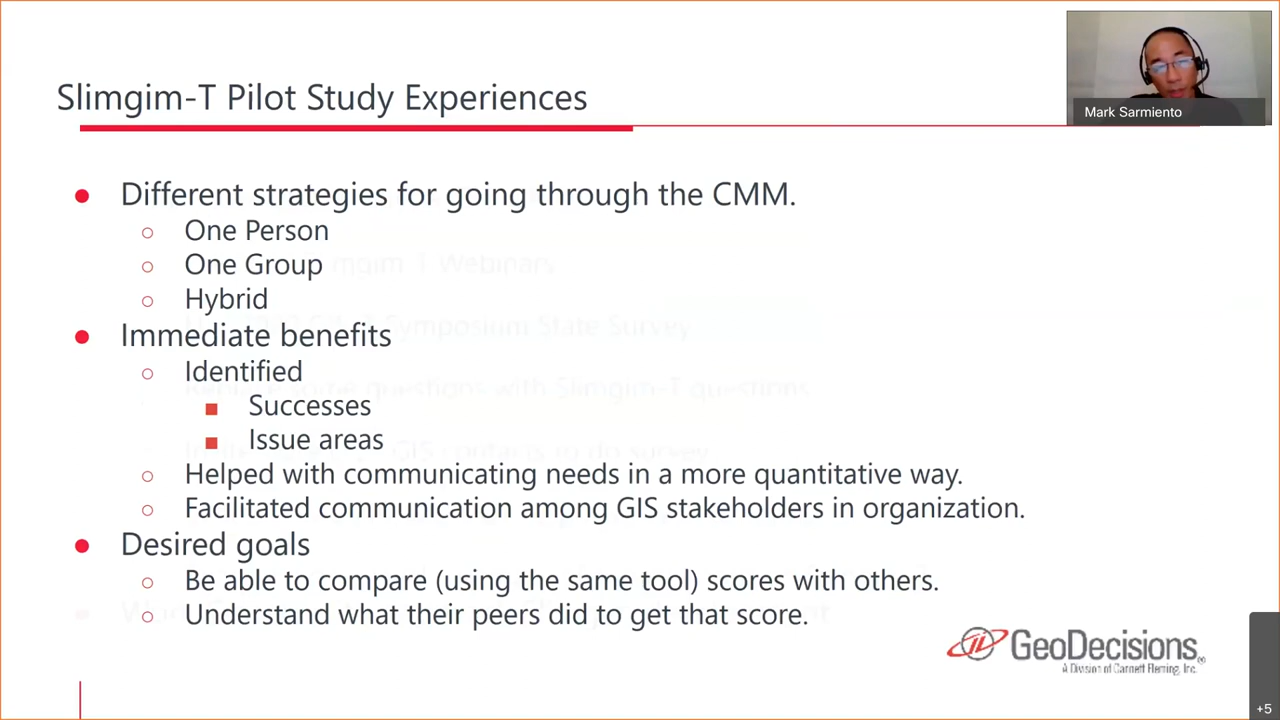 Mark Sarmiento
Slimgim-T Pilot Study Experiences
Different strategies for going through the CMM.
One Person
One Group
Hybrid
Immediate benefits
Identified
Successes
Issue areas
Helped with communicating needs in a more quantitative way.
Facilitated communication among GIS stakeholders in organization.
Desired goals
Be able to compare (using the same tool) scores with others.
Understand what their peers did to get that score.
GeoDecisions
A Division of Gannett Fleming, Inc.
+5